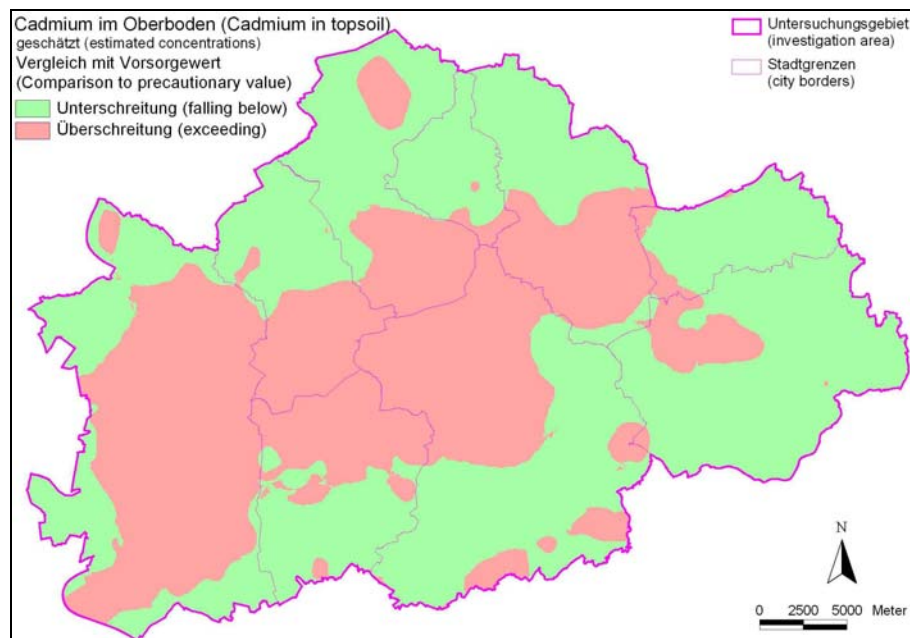 Cadmium im Oberboden (Cadmium in topsoil)
geschätzt (estimated concentrations)
Vergleich mit Vorsorgewert
(Comparison to precautionary value)
Unterschreitung (falling below)
Überschreitung (exceeding)
Untersuchungsgebiet
(investigation area)
Stadtgrenzen
(city borders)
N
0 2500 5000 Meter